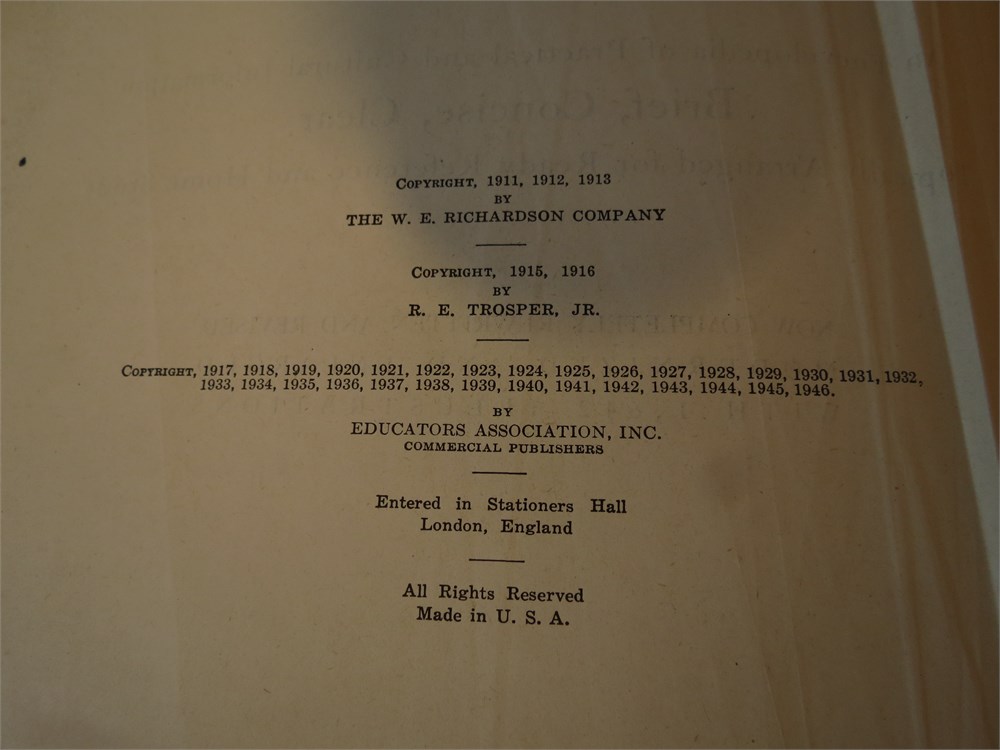 COPYRIGHT, 1911, 1912, 1913
BY
THE W. E. RICHARDSON COMPANY
COPYRIGHT, 1915, 1916
BY
R. E. TROSPER, JR.
COPYRIGHT, 1917, 1918, 1919, 1920, 1921, 1922, 1923, 1924, 1925, 1926, 1927, 1928, 1929, 1930, 1931, 1932,
1933, 1934, 1935, 1936, 1937, 1938, 1939, 1940, 1941, 1942, 1943, 1944, 1945, 1946.
BY
EDUCATORS ASSOCIATION, INC.
COMMERCIAL PUBLISHERS
Entered in Stationers Hall
London, England
All Rights Reserved
Made in U. S. A.